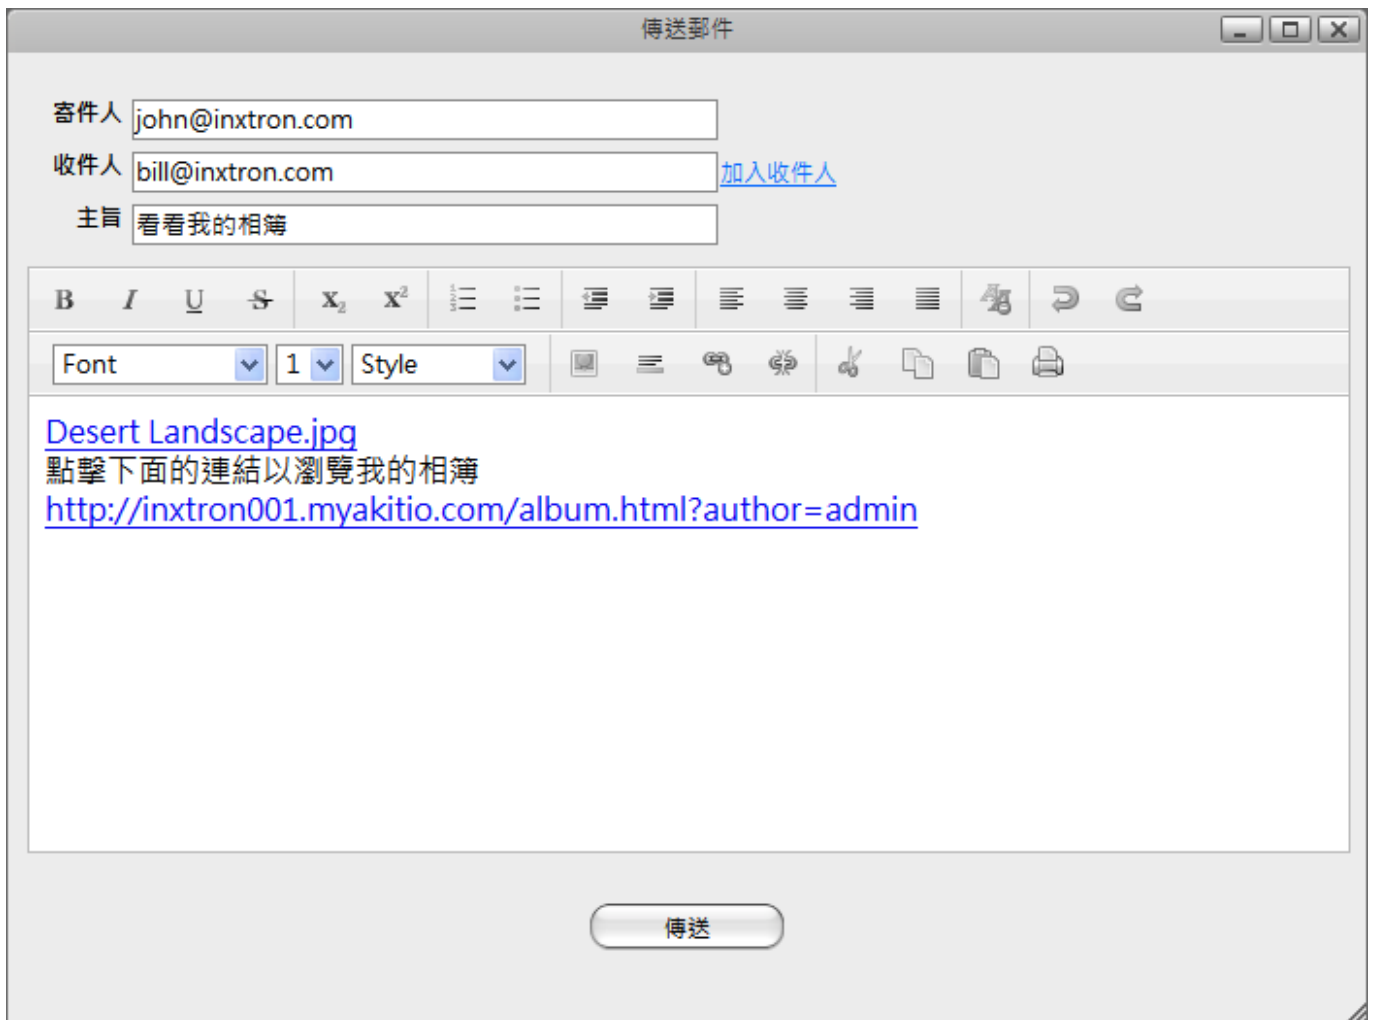 傳送郵件
寄件人 john@inxtron.com
收件人 bill@inxtron.com 加入收件人
主旨 看看我的相簿
B I U S X₂ X²
Font 1 Style
Desert Landscape.jpg
點擊下面的連結以瀏覽我的相簿
http://inxtron001.myakitio.com/album.html?author=admin
傳送